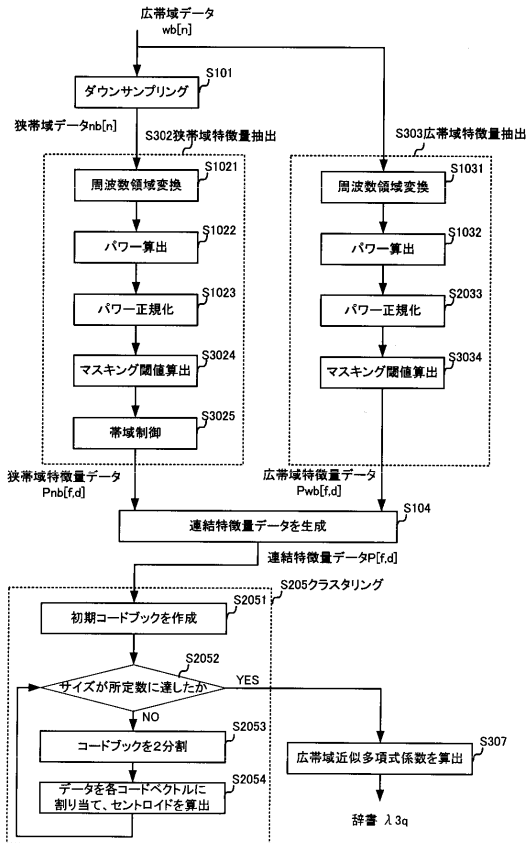 広帯域データ
wb[n]
S101
ダウンサンプリング
狭帯域データnb[n]
S302狭帯域特徴量抽出
S303広帯域特徴量抽出
S1021
周波数領域変換
S1031
周波数領域変換
S1022
パワー算出
S1032
パワー算出
S1023
パワー正規化
S2033
パワー正規化
S3024
マスキング閾値算出
S3034
マスキング閾値算出
S3025
帯域制御
狭帯域特徴量データ
Pnb[f,d]
広帯域特徴量データ
Pwb[f,d]
S104
連結特徴量データを生成
連結特徴量データP[f,d]
S205クラスタリング
S2051
初期コードブックを作成
S2052
サイズが所定数に達したか
YES
NO
S2053
コードブックを2分割
S307
広帯域近似多項式係数を算出
S2054
データを各コードベクトルに
割り当て、セントロイドを算出
辞書 λ3q